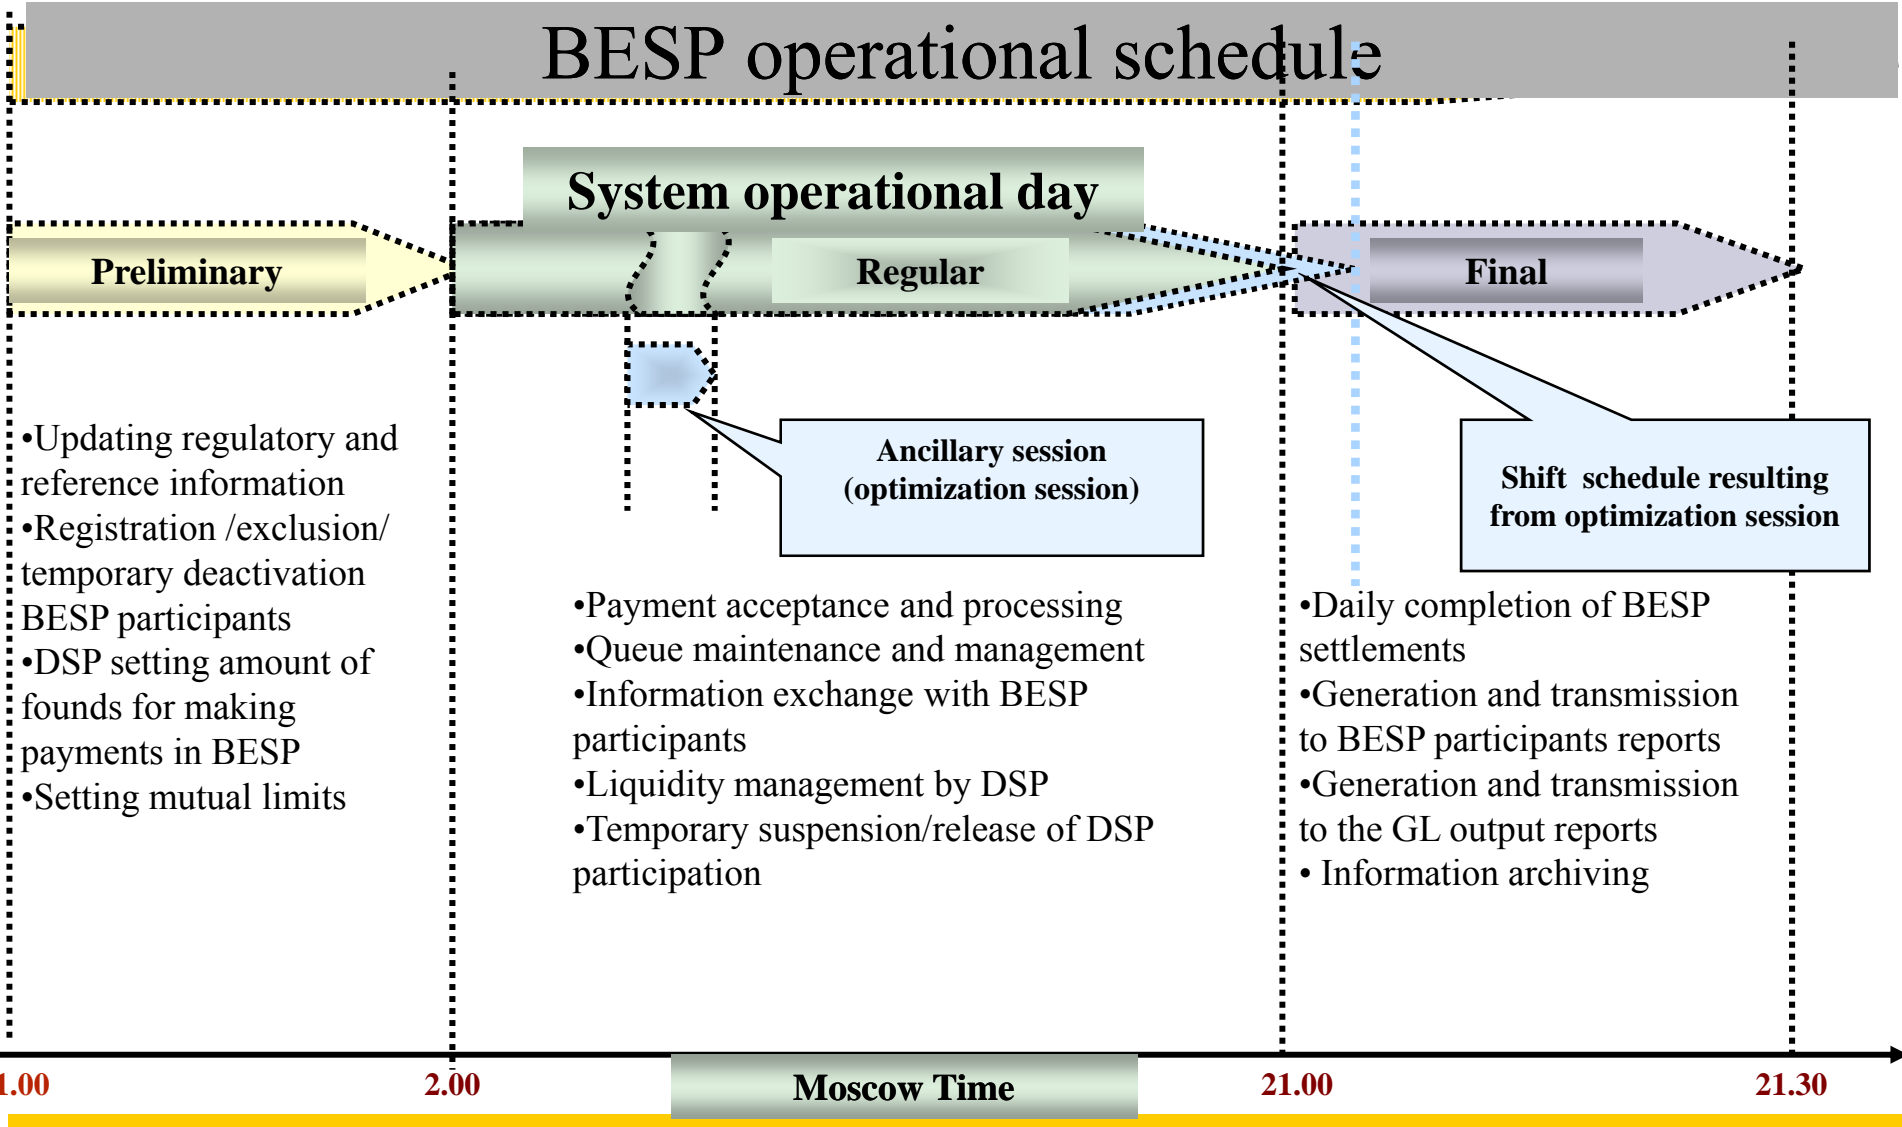 BESP operational schedule
System operational day
Preliminary
Regular
Final
•Updating regulatory and
reference information
•Registration /exclusion/
temporary deactivation
BESP participants
•DSP setting amount of
founds for making
payments in BESP
•Setting mutual limits
Ancillary session
(optimization session)
Shift schedule resulting
from optimization session
•Payment acceptance and processing
•Queue maintenance and management
•Information exchange with BESP
participants
•Liquidity management by DSP
•Temporary suspension/release of DSP
participation
•Daily completion of BESP
settlements
•Generation and transmission
to BESP participants reports
•Generation and transmission
to the GL output reports
• Information archiving
1.00
2.00
Moscow Time
21.00
21.30